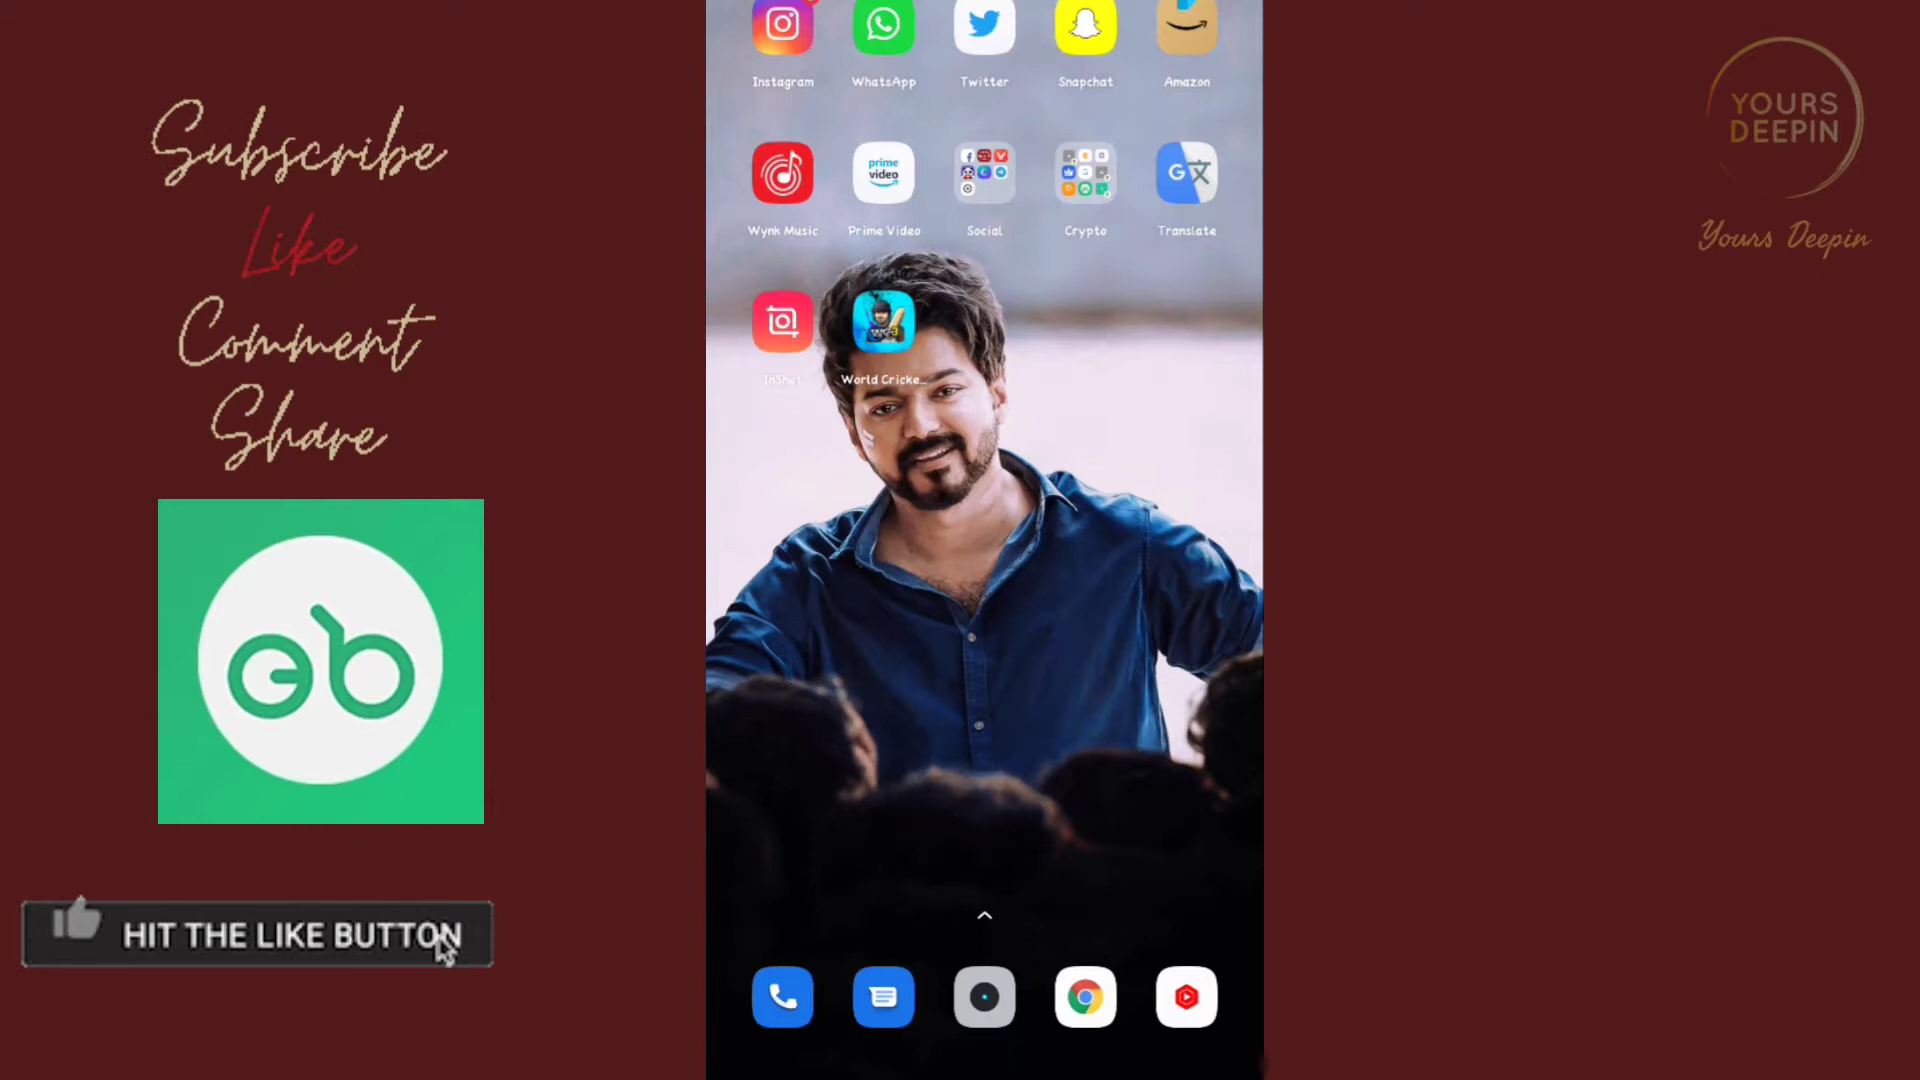 Subscribe
Like
Comment
Share
HIT THE LIKE BUTTON
Instagram
WhatsApp
Twitter
Snapchat
Amazon
prime
video
G
Wynk Music
Prime Video
Social
Crypto
Translate
InShot
World Cricke...
YOURS
DEEPIN
Yours Deepin